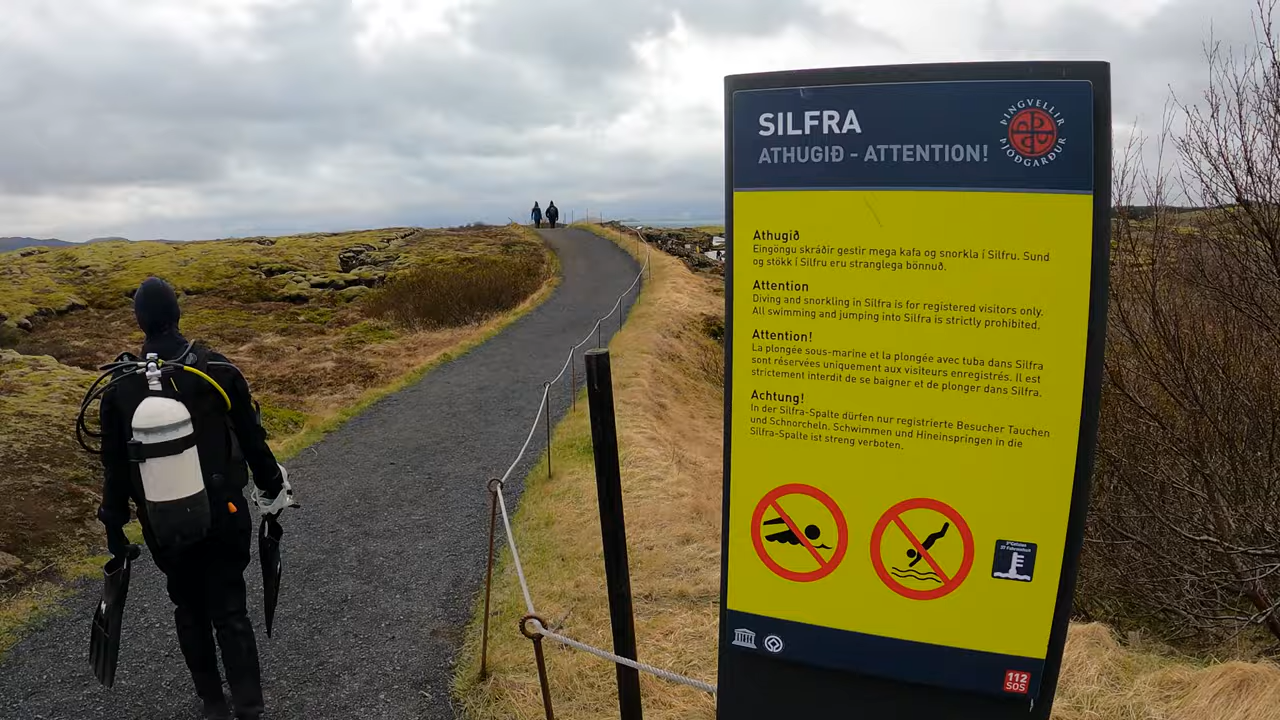 SILFRA
ATHUGIÐ - ATTENTION!
ÞINGVELLIR
ÞJÓÐGARÐUR
Athugið
Eingöngu skráðir gestir mega kafa og snorkla í Silfru. Sund
og stökk í Silfru eru stranglega bönnuð.
Attention
Diving and snorkling in Silfra is for registered visitors only.
All swimming and jumping into Silfra is strictly prohibited.
Attention!
La plongée sous-marine et la plongée avec tuba dans Silfra
sont réservées uniquement aux visiteurs enregistrés. Il est
strictement interdit de se baigner et de plonger dans Silfra.
Achtung!
In der Silfra-Spalte dürfen nur registrierte Besucher Tauchen
und Schnorcheln, Schwimmen und Hineinspringen in die
Silfra-Spalte ist streng verboten.
112
SOS